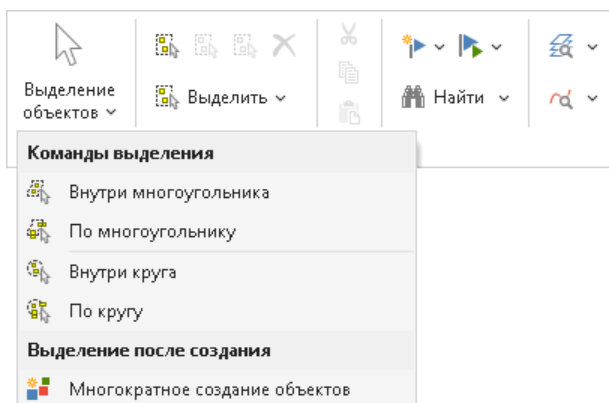 Выделение
объектов
Выделить
Найти
Команды выделения
Внутри многоугольника
По многоугольнику
Внутри круга
По кругу
Выделение после создания
Многократное создание объектов